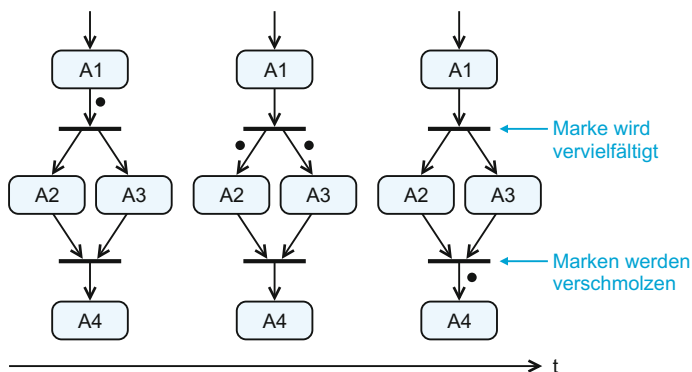 A1
A1
A1
Marke wird
vervielfältigt
A2
A3
A2
A3
A2
A3
Marken werden
verschmolzen
A4
A4
A4
t